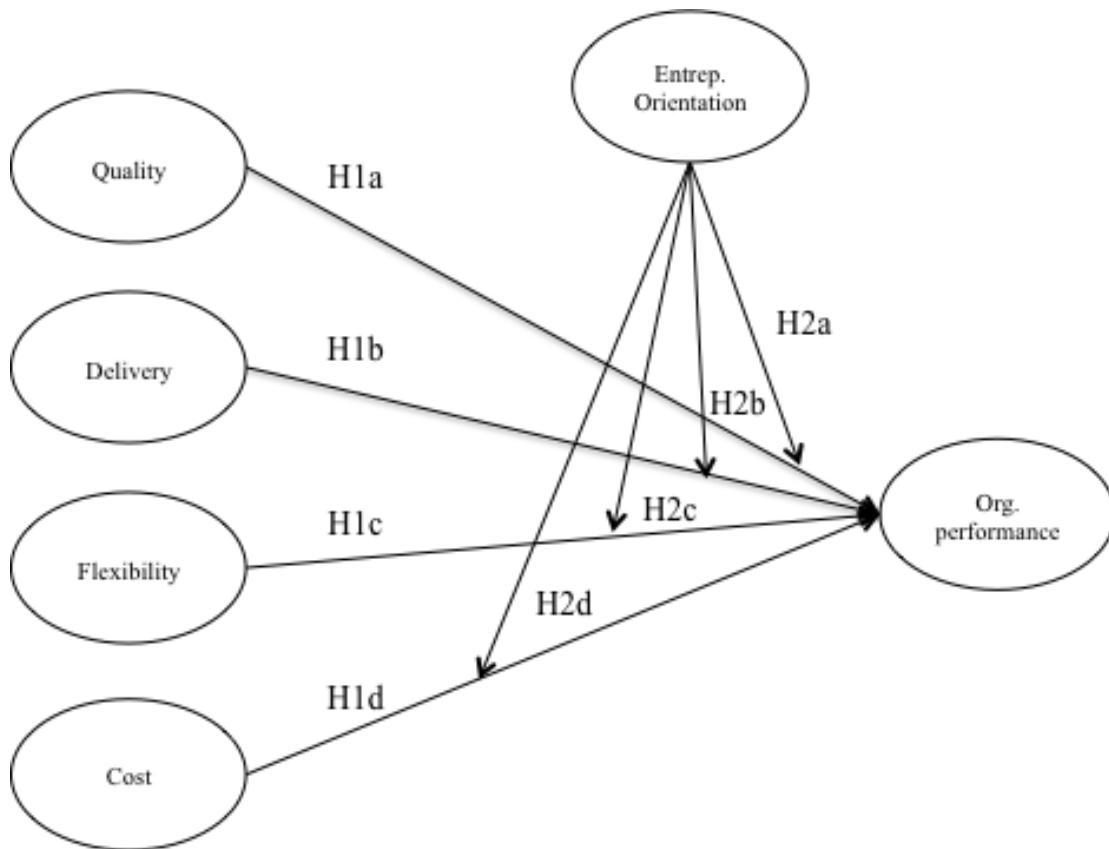 Entrep.
Orientation
Quality
H1a
Delivery
H1b
H2a
H2b
Flexibility
H1c
H2c
Org.
performance
H2d
Cost
H1d